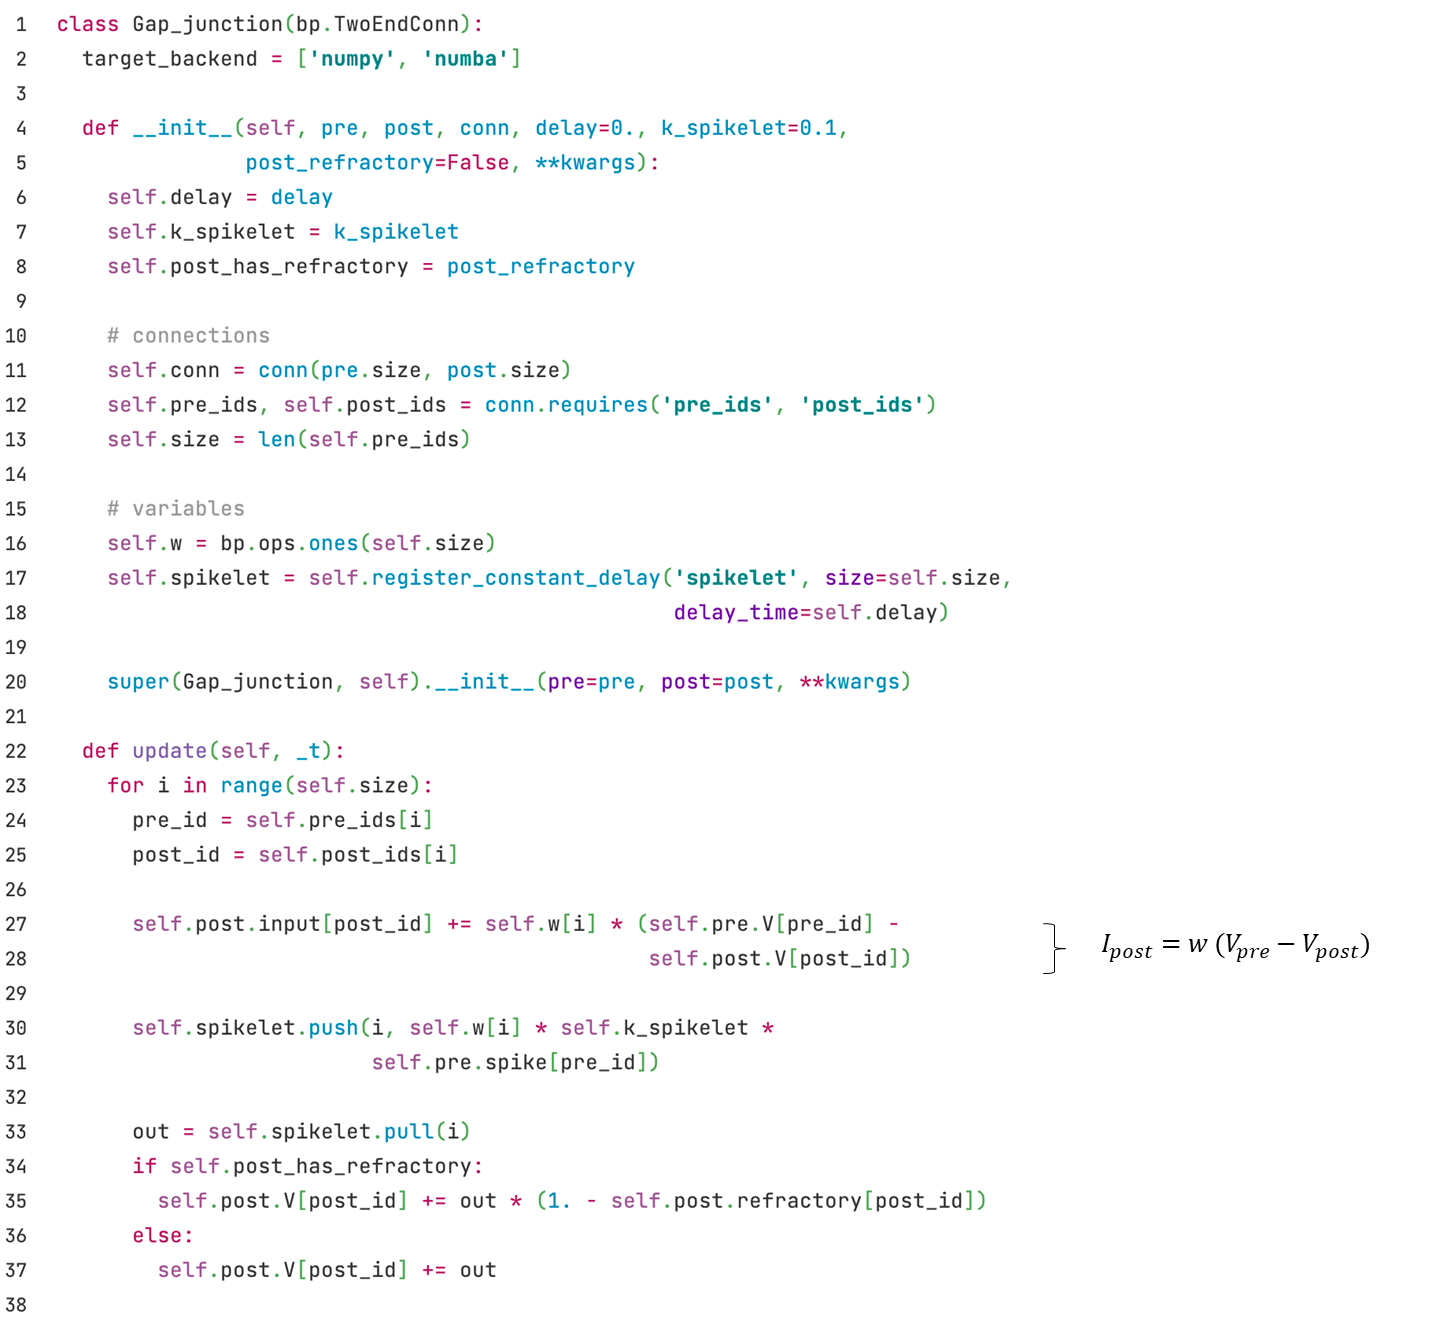 1 class Gap_junction(bp.TwoEndConn):
2   target_backend = ['numpy', 'numba']
3
4   def __init__(self, pre, post, conn, delay=0., k_spikelet=0.1,
5                post_refractory=False, **kwargs):
6     self.delay = delay
7     self.k_spikelet = k_spikelet
8     self.post_has_refractory = post_refractory
9
10     # connections
11     self.conn = conn(pre.size, post.size)
12     self.pre_ids, self.post_ids = conn.requires('pre_ids', 'post_ids')
13     self.size = len(self.pre_ids)
14
15     # variables
16     self.w = bp.ops.ones(self.size)
17     self.spikelet = self.register_constant_delay('spikelet', size=self.size,
18                                                  delay_time=self.delay)
19
20     super(Gap_junction, self).__init__(pre=pre, post=post, **kwargs)
21
22   def update(self, _t):
23     for i in range(self.size):
24       pre_id = self.pre_ids[i]
25       post_id = self.post_ids[i]
26
27       self.post.input[post_id] += self.w[i] * (self.pre.V[pre_id] -
28                                                self.post.V[post_id])
I_post = w (V_pre − V_post)
29
30       self.spikelet.push(i, self.w[i] * self.k_spikelet *
31                          self.pre.spike[pre_id])
32
33       out = self.spikelet.pull(i)
34       if self.post_has_refractory:
35         self.post.V[post_id] += out * (1. - self.post.refractory[post_id])
36       else:
37         self.post.V[post_id] += out
38